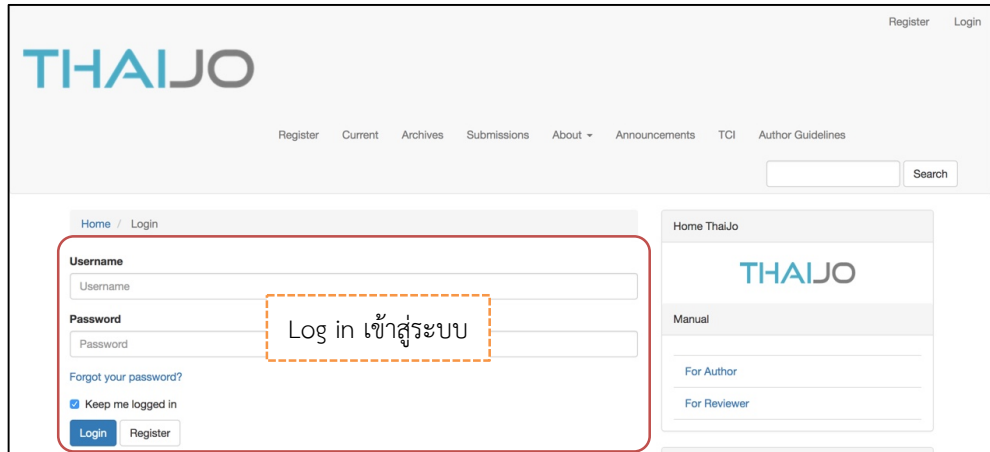 Register Login
THAIJO
Register Current Archives Submissions About Announcements TCI Author Guidelines
Search
Home / Login
Username
Username
Password
Password
Log in เข้าสู่ระบบ
Forgot your password?
Keep me logged in
Login Register
Home ThaiJo
THAIJO
Manual
For Author
For Reviewer